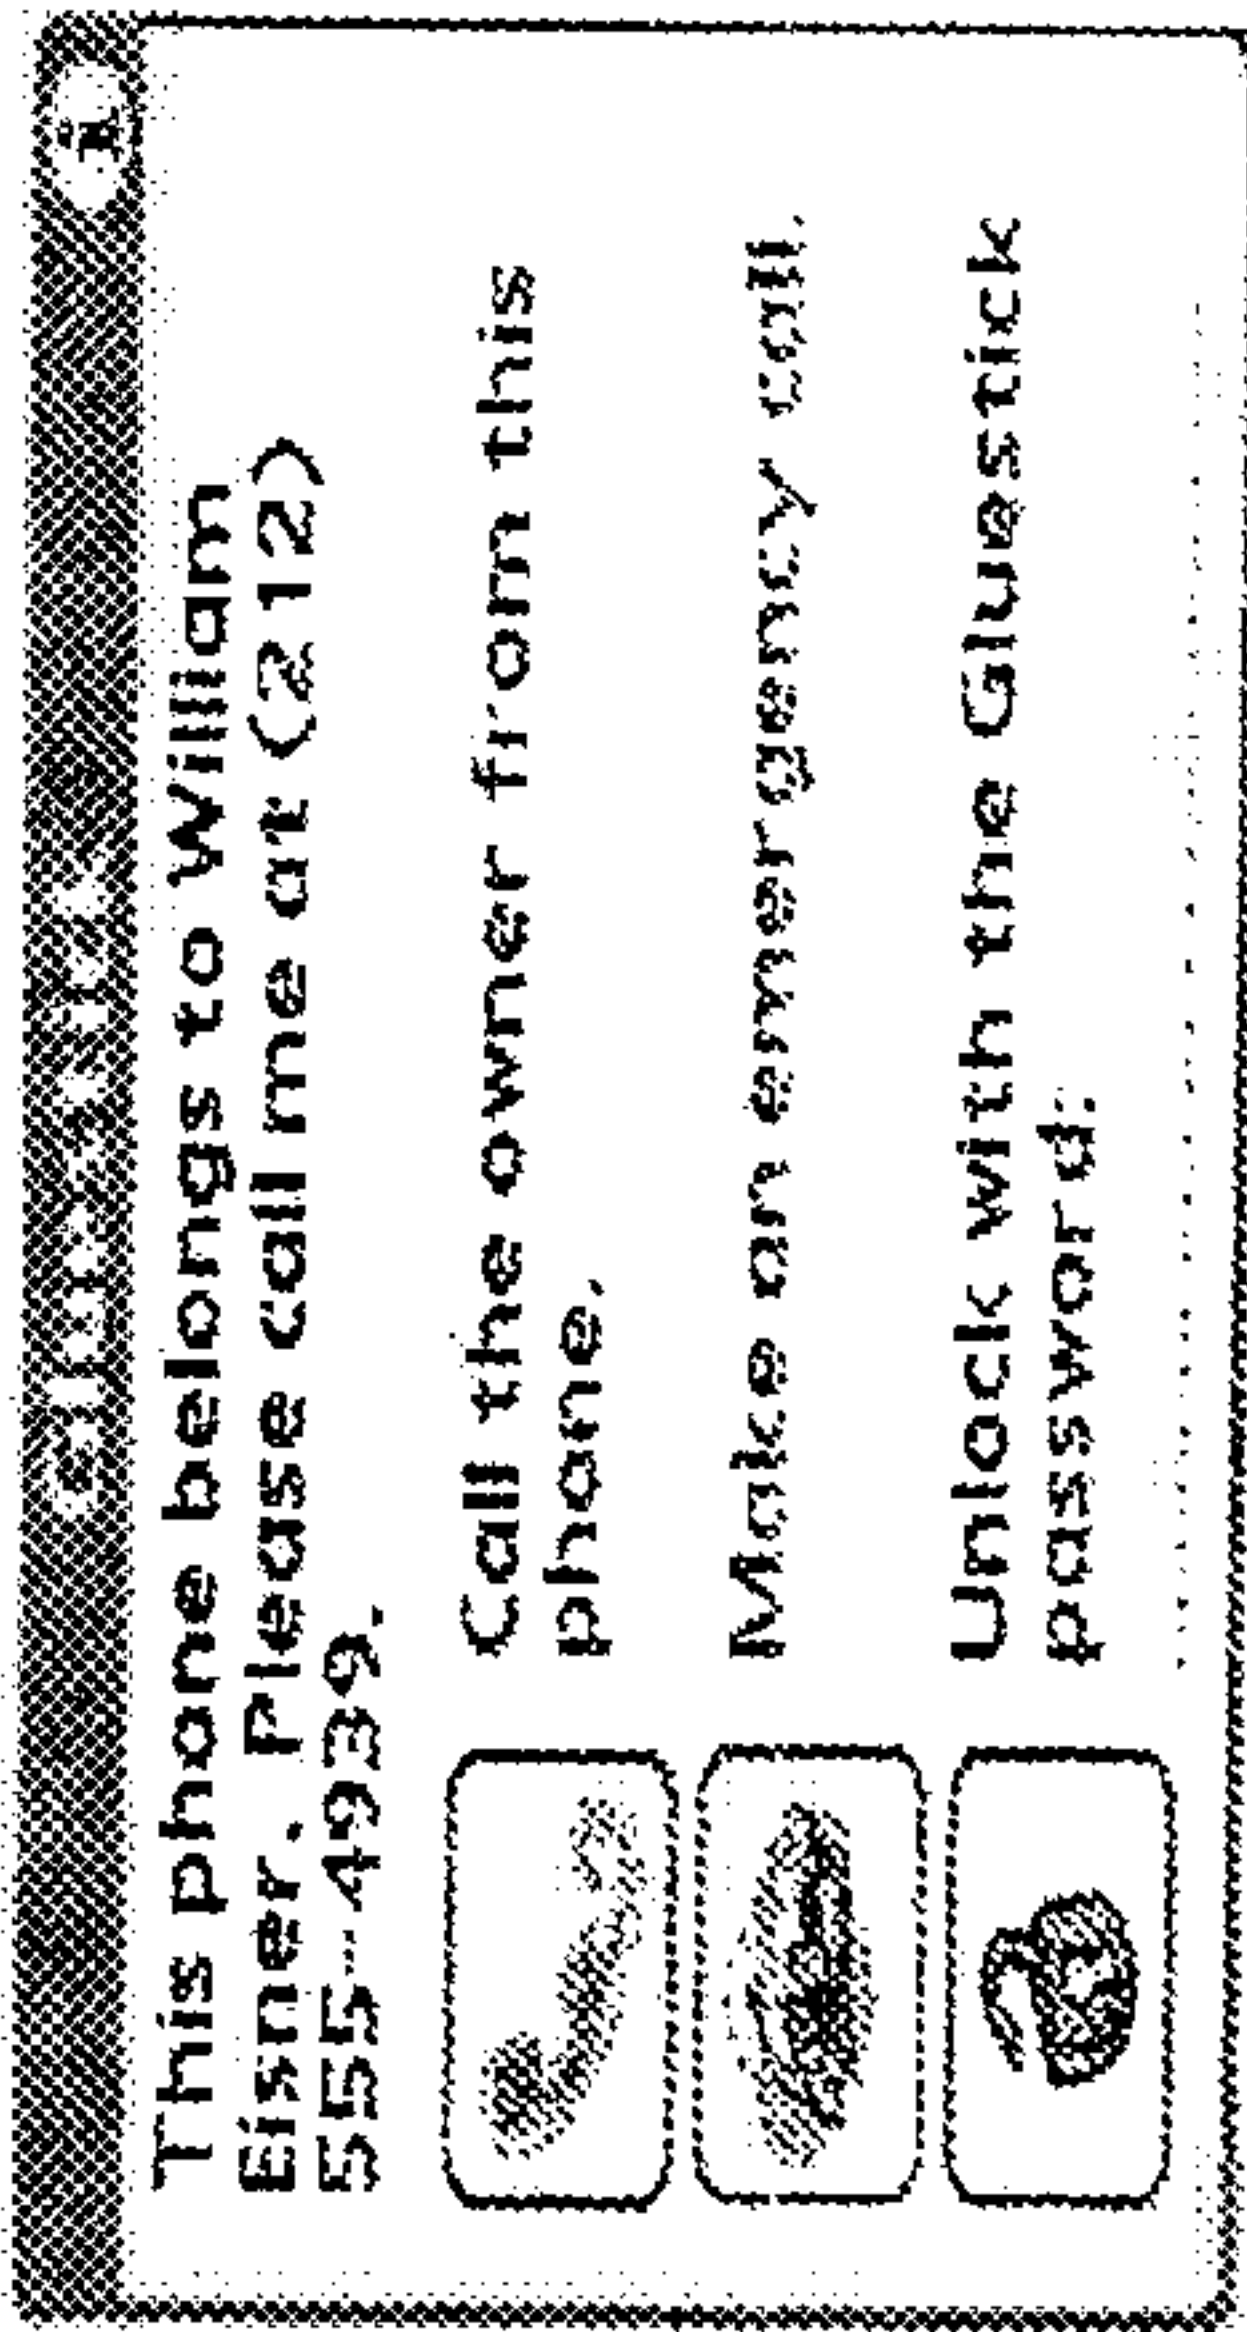 i
This phone belongs to William
Eisner. Please call me at (212)
555-4939.
Call the owner from this
phone.
Make an emergency call.
Unlock with the Gluestick
password: